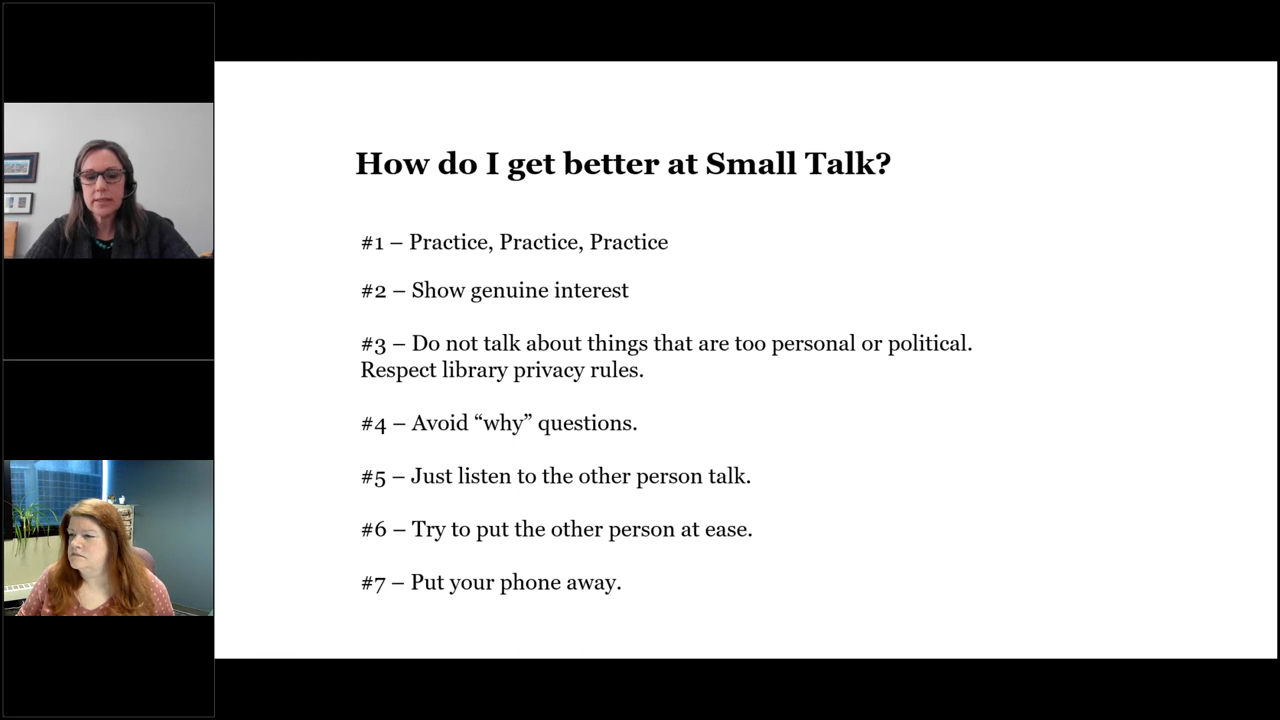 How do I get better at Small Talk?
#1 – Practice, Practice, Practice
#2 – Show genuine interest
#3 – Do not talk about things that are too personal or political.
Respect library privacy rules.
#4 – Avoid “why” questions.
#5 – Just listen to the other person talk.
#6 – Try to put the other person at ease.
#7 – Put your phone away.